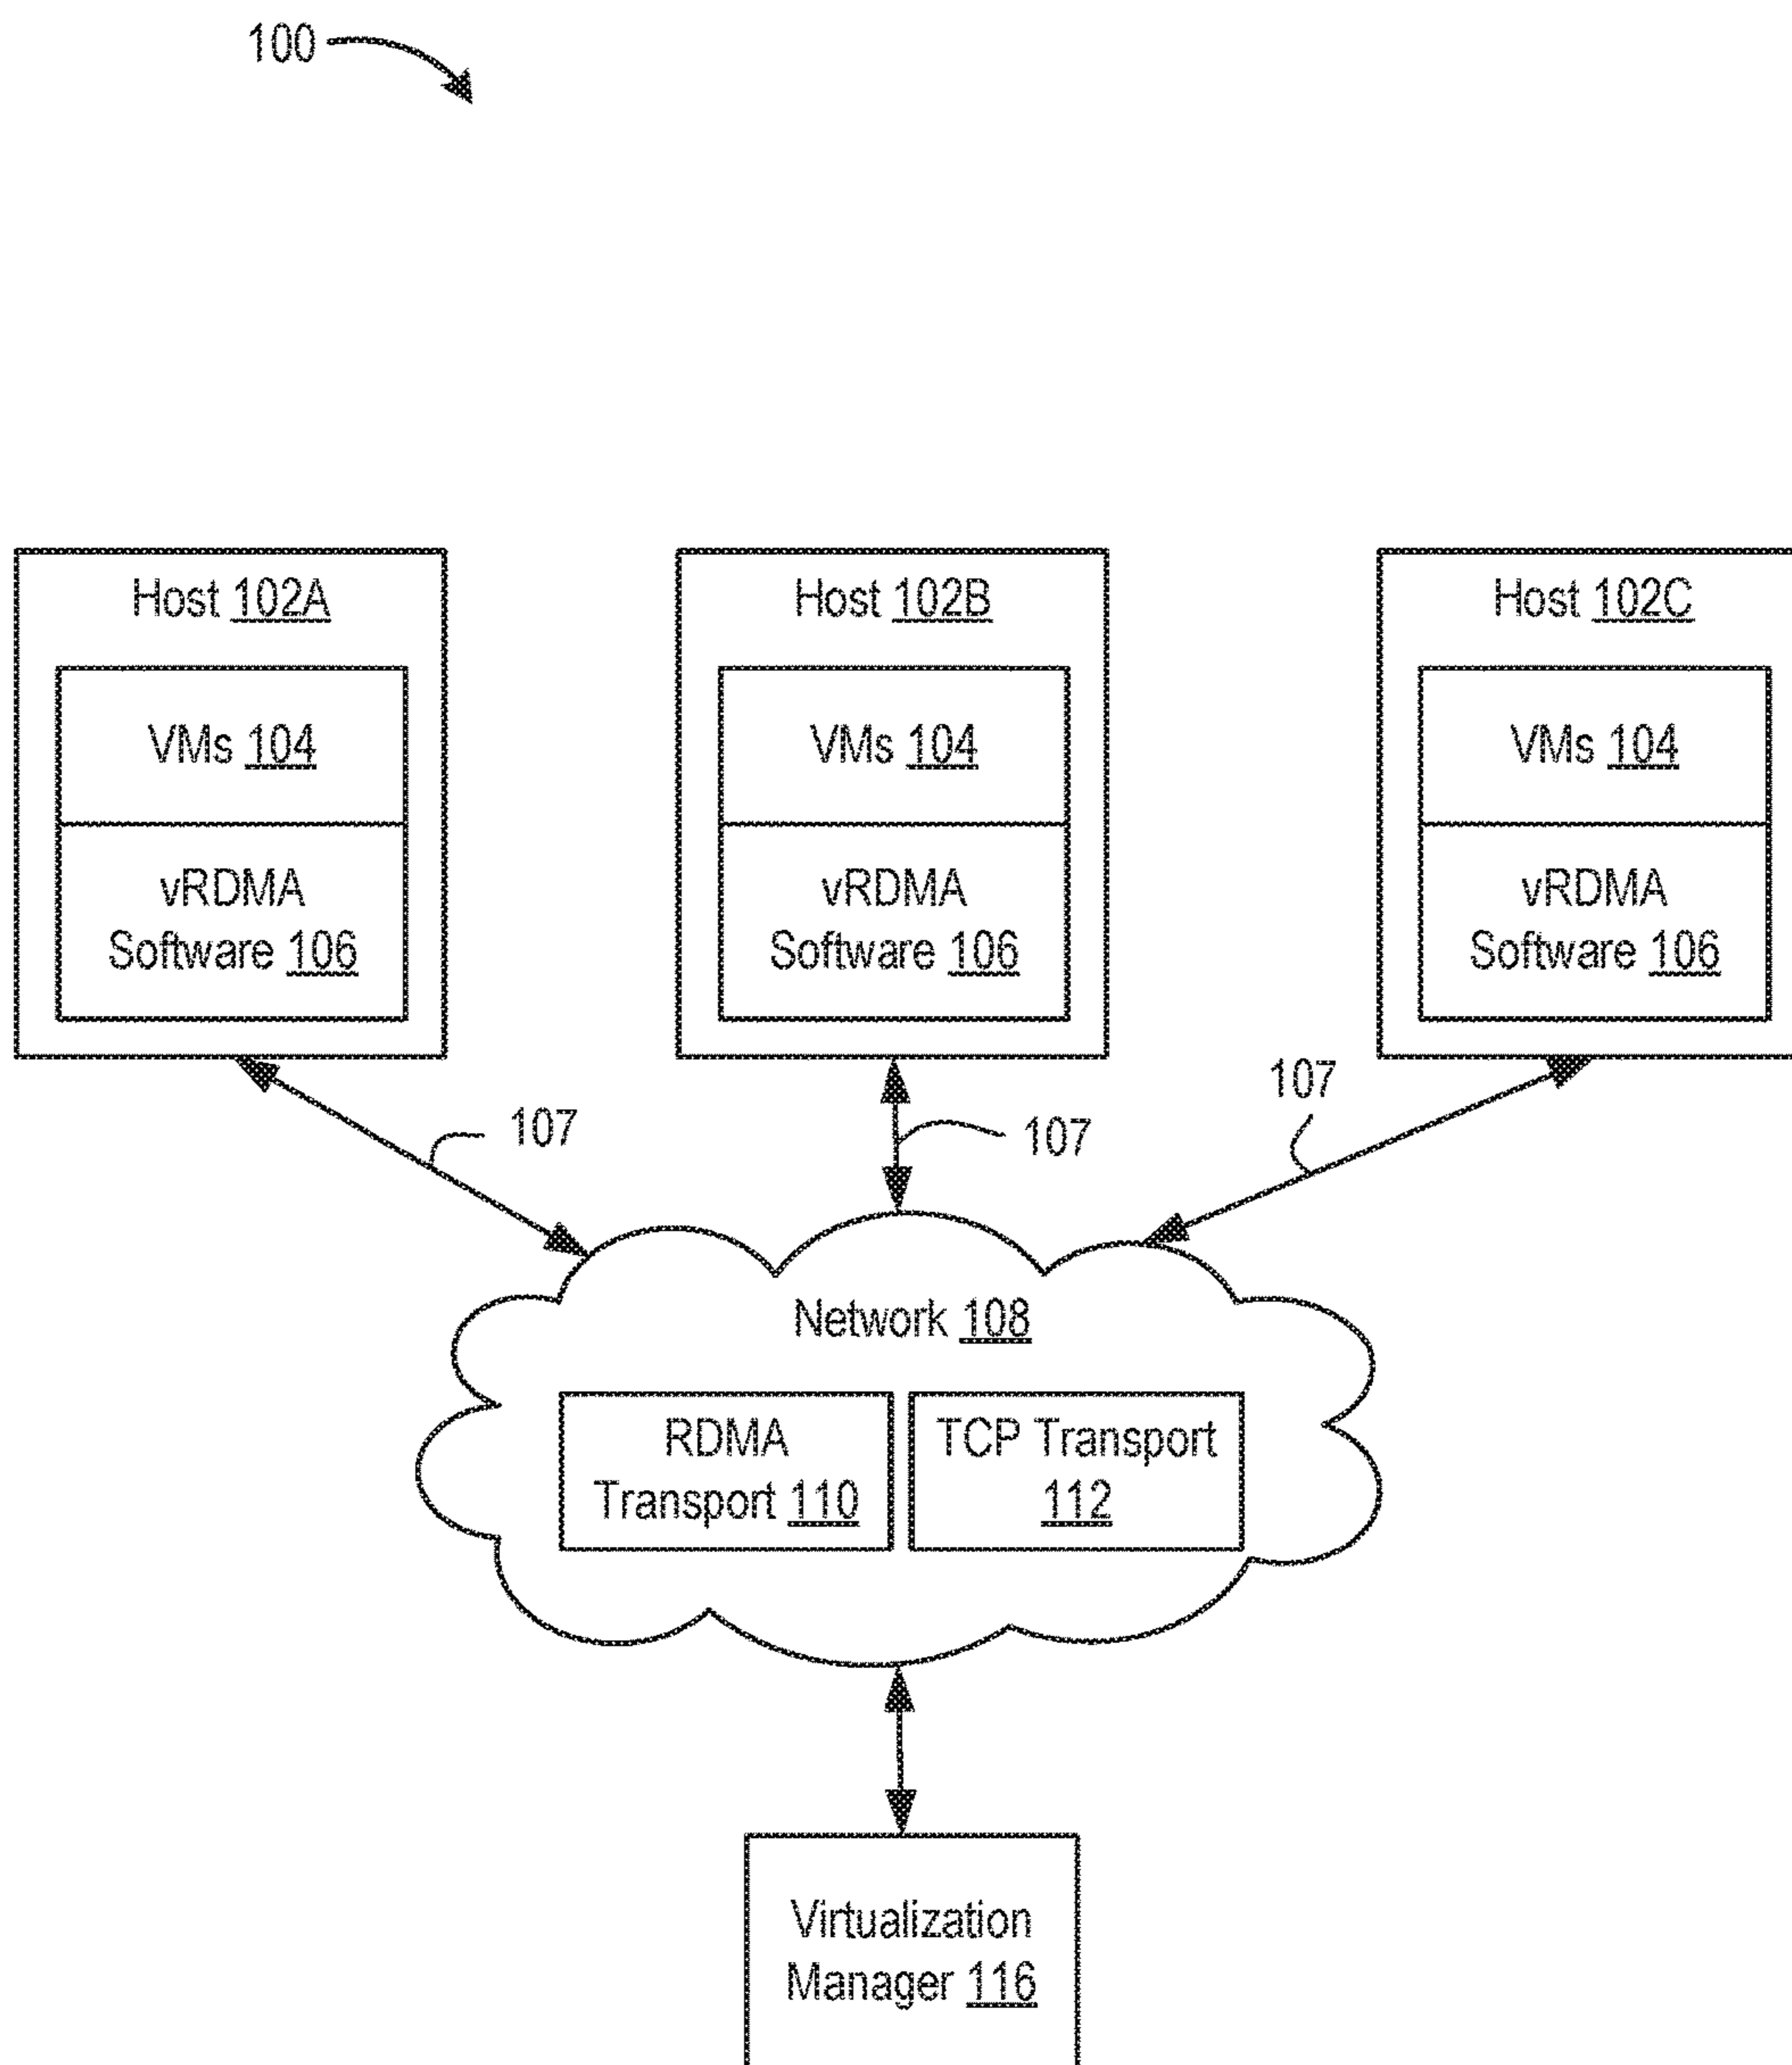 100
Host 102A
VMs 104
vRDMA
Software 106
Host 102B
VMs 104
vRDMA
Software 106
Host 102C
VMs 104
vRDMA
Software 106
107
107
107
Network 108
RDMA
Transport 110
TCP Transport
112
Virtualization
Manager 116